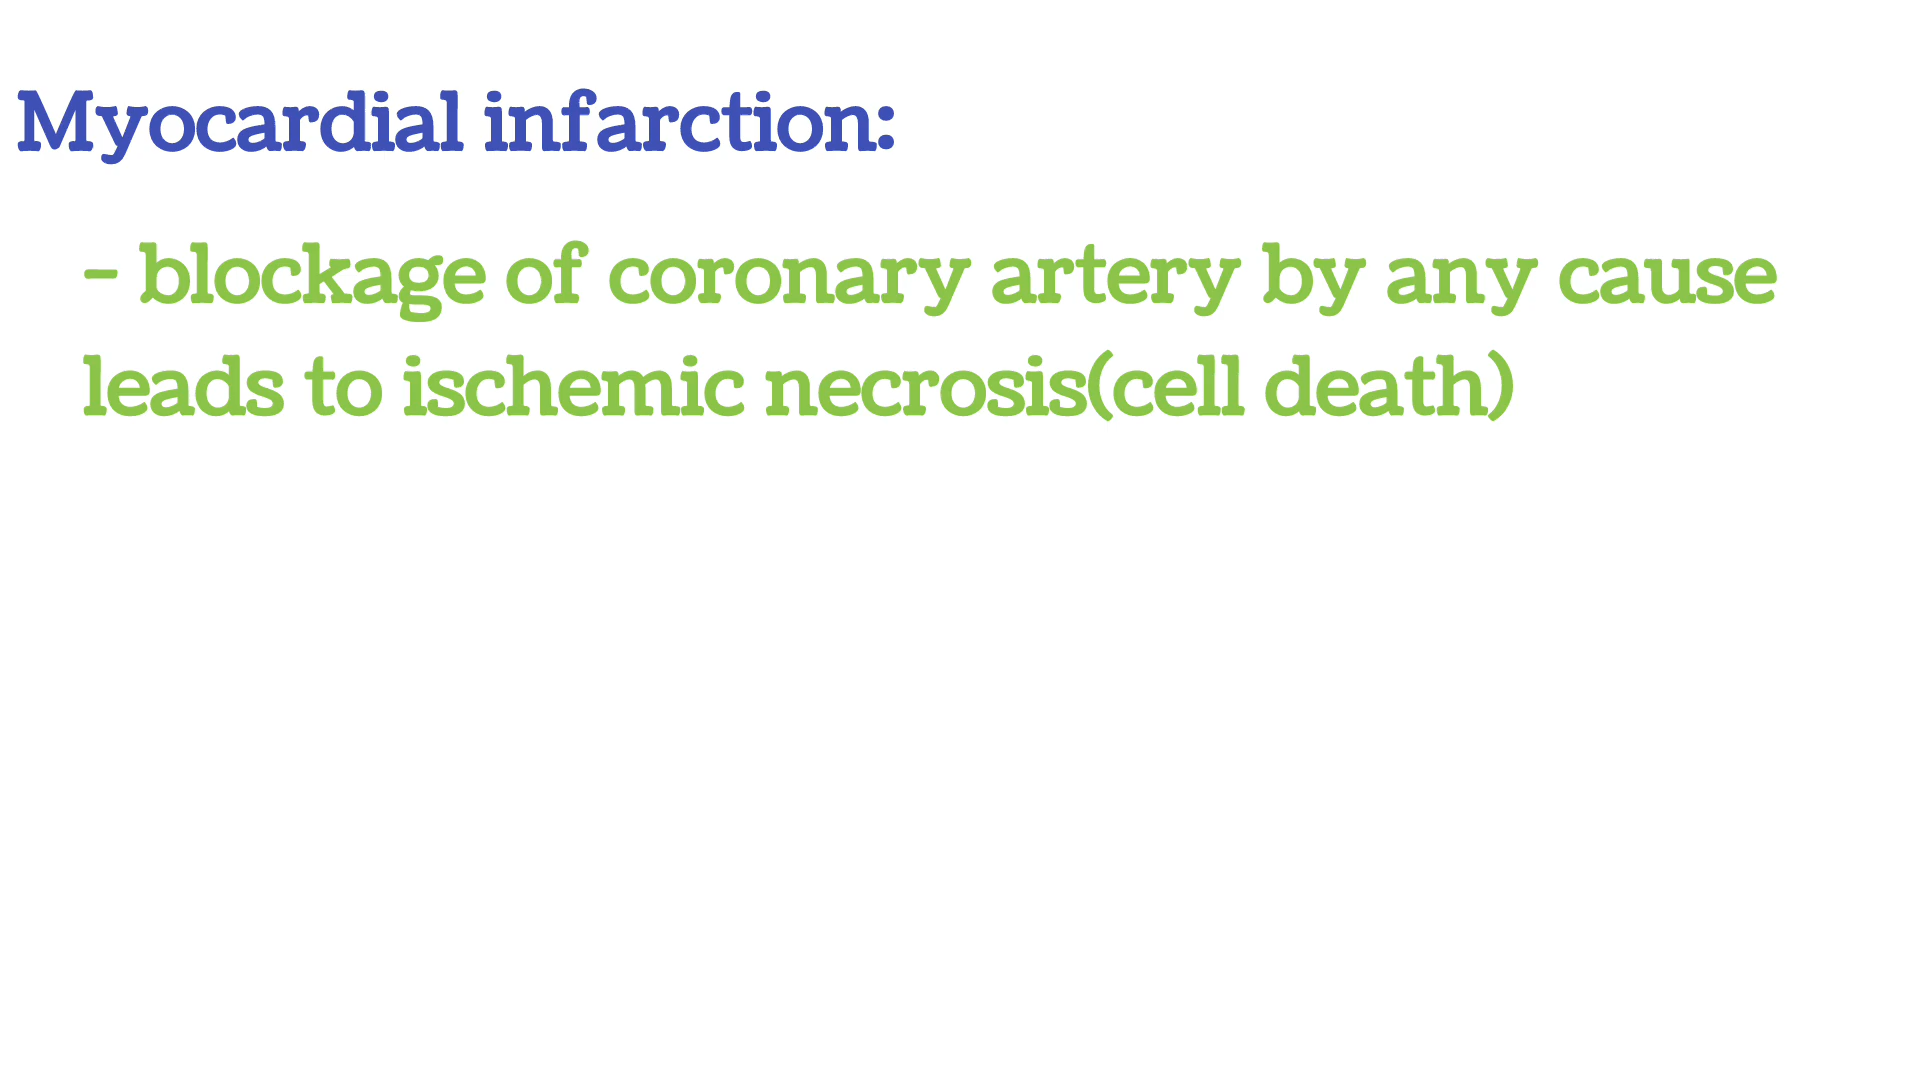 Myocardial infarction:
- blockage of coronary artery by any cause
leads to ischemic necrosis(cell death)